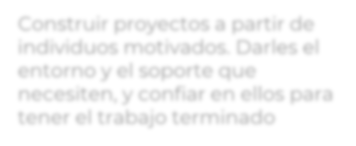 Construir proyectos a partir de
individuos motivados. Darles el
entorno y el soporte que
necesiten, y confiar en ellos para
tener el trabajo terminado